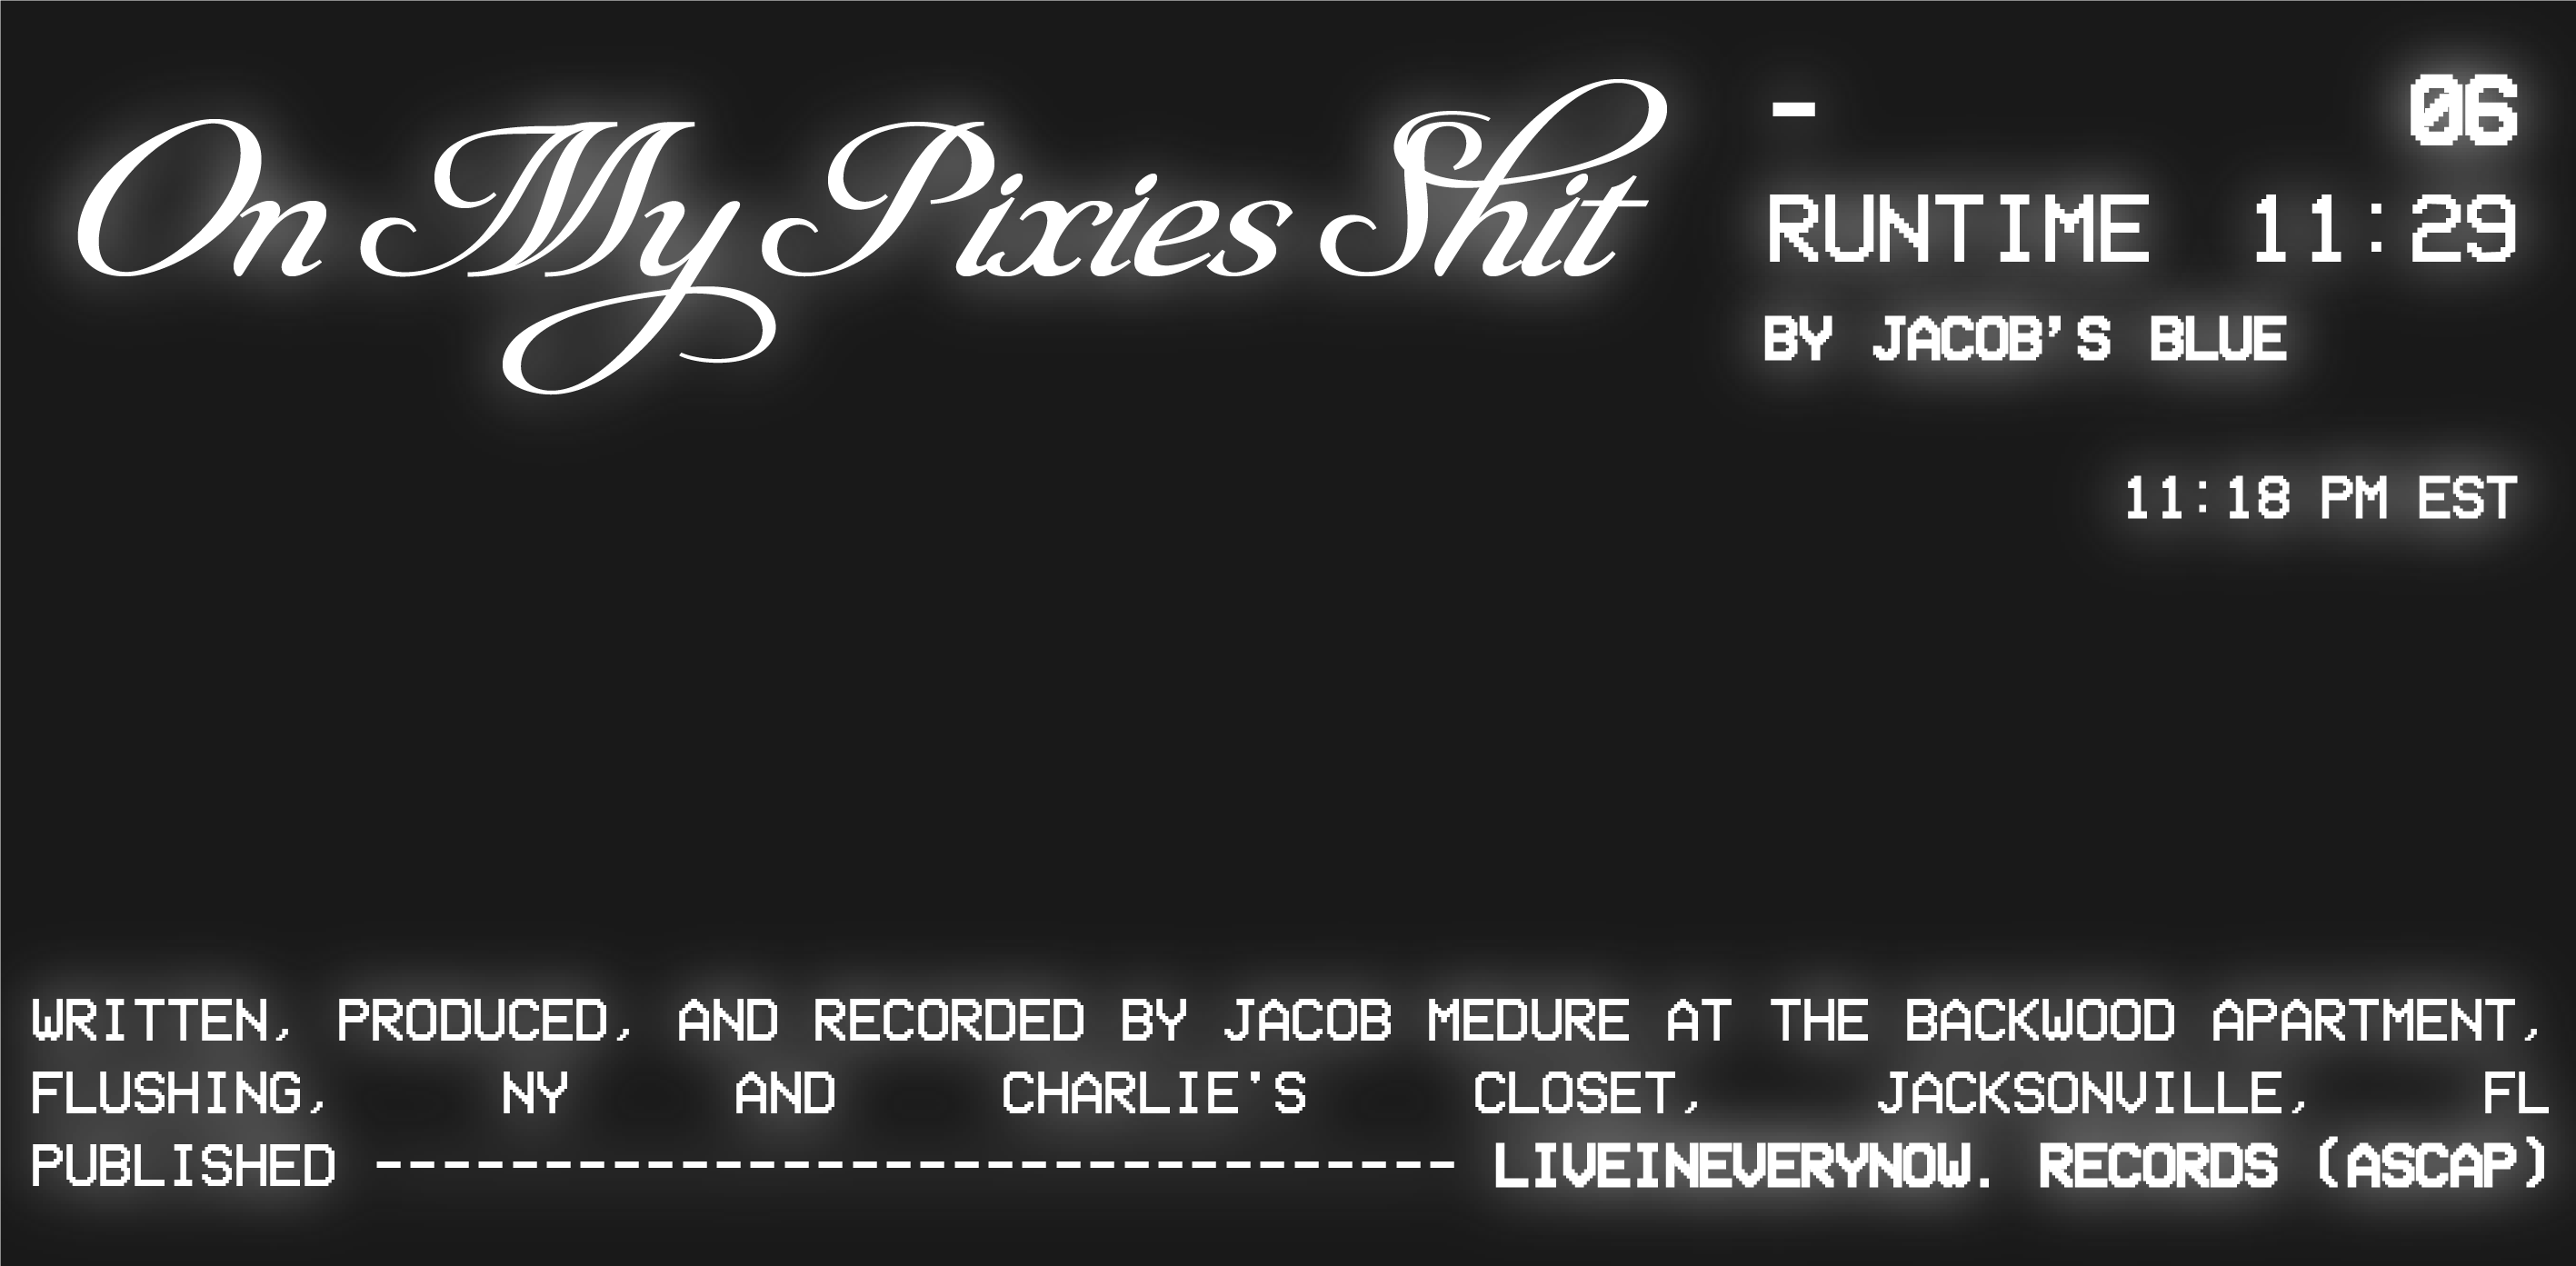 On My Pixies Shit
- 06
RUNTIME 11:29
BY JACOB'S BLUE
11:18 PM EST
WRITTEN, PRODUCED, AND RECORDED BY JACOB MEDURE AT THE BACKWOOD APARTMENT,
FLUSHING, NY AND CHARLIE'S CLOSET, JACKSONVILLE, FL
PUBLISHED -------------------------------- LIVEINEVERYNOW. RECORDS (ASCAP)